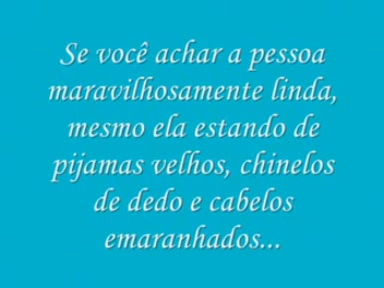 Se você achar a pessoa
maravilhosamente linda,
mesmo ela estando de
pijamas velhos, chinelos
de dedo e cabelos
emaranhados...